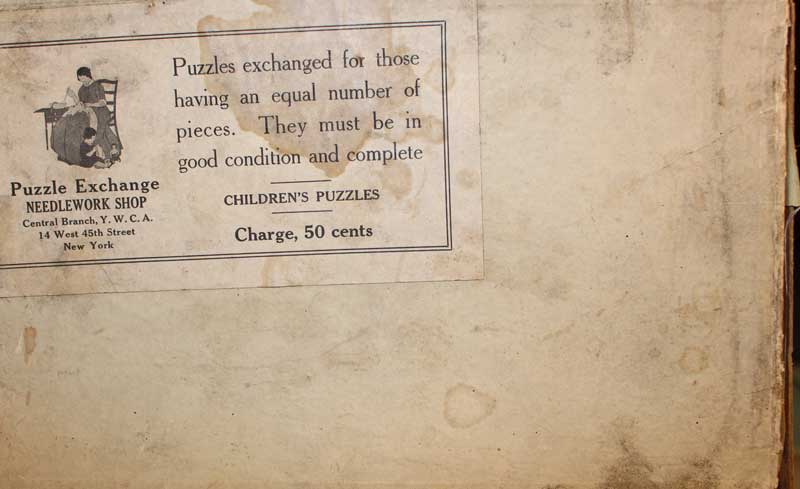 Puzzles exchanged for those
having an equal number of
pieces. They must be in
good condition and complete
CHILDREN'S PUZZLES
Charge, 50 cents
Puzzle Exchange
NEEDLEWORK SHOP
Central Branch, Y. W. C. A.
14 West 45th Street
New York